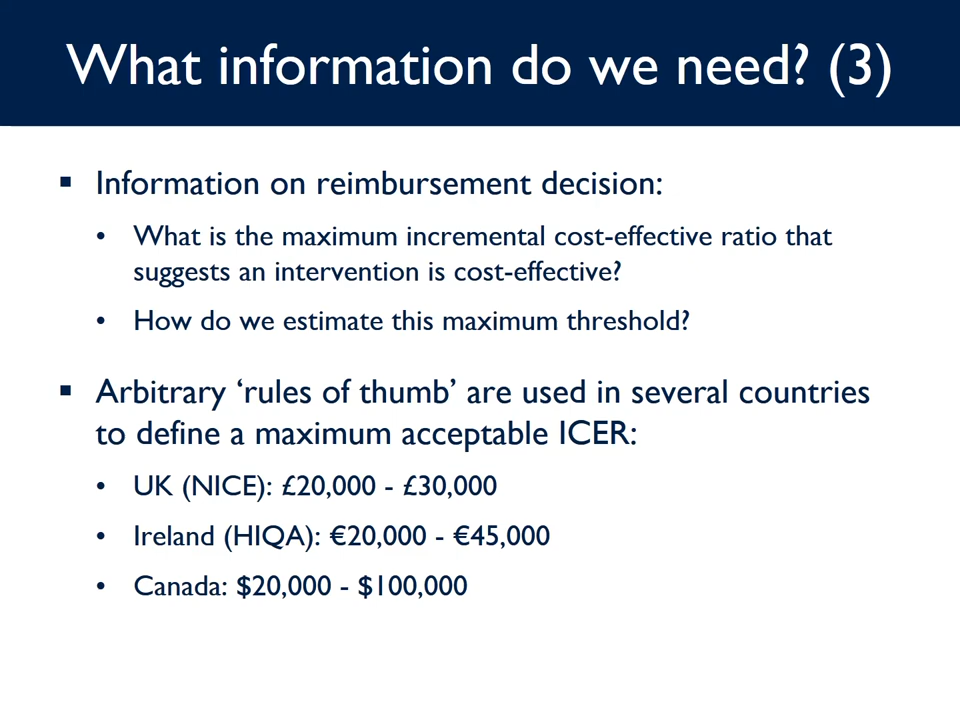 What information do we need? (3)
▪ Information on reimbursement decision:
• What is the maximum incremental cost-effective ratio that
suggests an intervention is cost-effective?
• How do we estimate this maximum threshold?
▪ Arbitrary ‘rules of thumb’ are used in several countries
to define a maximum acceptable ICER:
• UK (NICE): £20,000 - £30,000
• Ireland (HIQA): €20,000 - €45,000
• Canada: $20,000 - $100,000